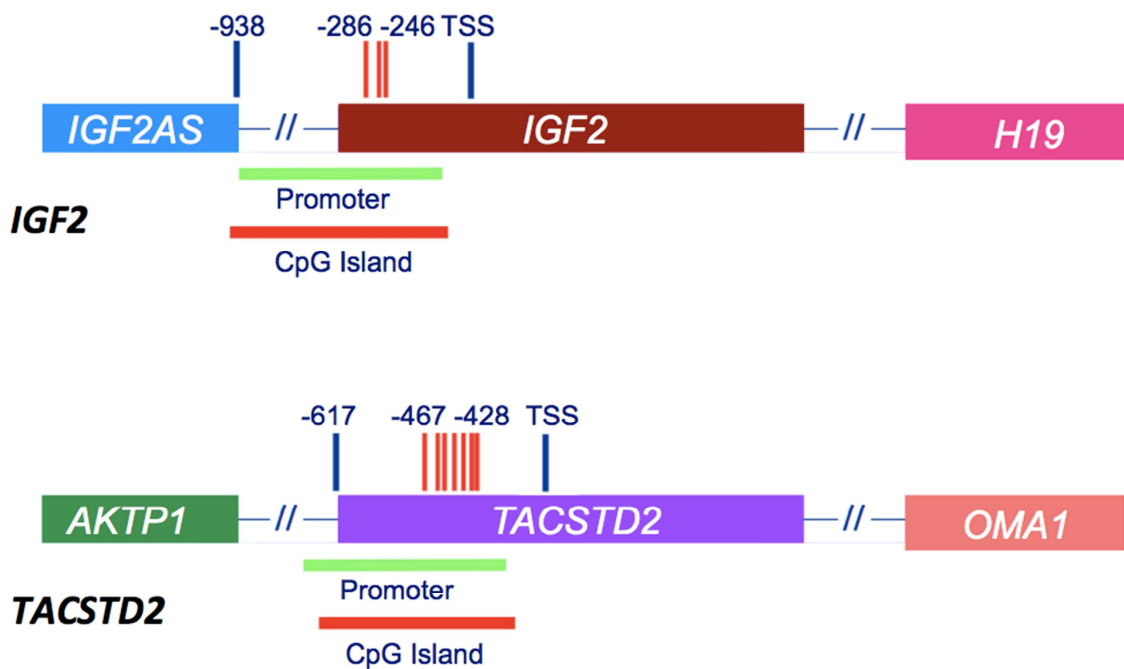 -938 -286 -246 TSS
IGF2AS // IGF2 // H19
Promoter
IGF2
CpG Island
-617 -467 -428 TSS
AKTP1 // TACSTD2 // OMA1
Promoter
TACSTD2
CpG Island